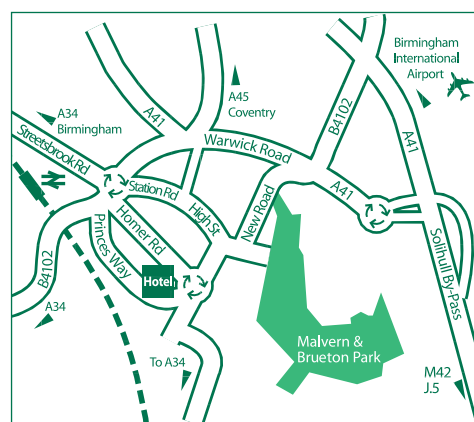 Birmingham
International
Airport
A34
Birmingham
A41
A45
Coventry
B4102
A41
Streetsbrook Rd
Warwick Road
Station Rd
A41
High St
New Road
Homer Rd
Princes Way
B4102
Solihull By-Pass
Hotel
A34
Malvern &
Brueton Park
To A34
M42
J.5